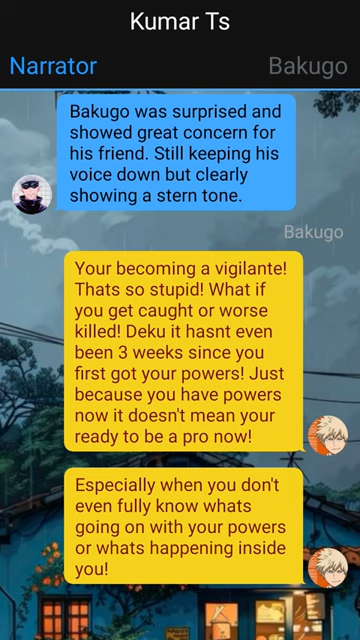 Kumar Ts
Narrator Bakugo
Bakugo was surprised and
showed great concern for
his friend. Still keeping his
voice down but clearly
showing a stern tone.
Bakugo
Your becoming a vigilante!
Thats so stupid! What if
you get caught or worse
killed! Deku it hasnt even
been 3 weeks since you
first got your powers! Just
because you have powers
now it doesn't mean your
ready to be a pro now!
Especially when you don't
even fully know whats
going on with your powers
or whats happening inside
you!